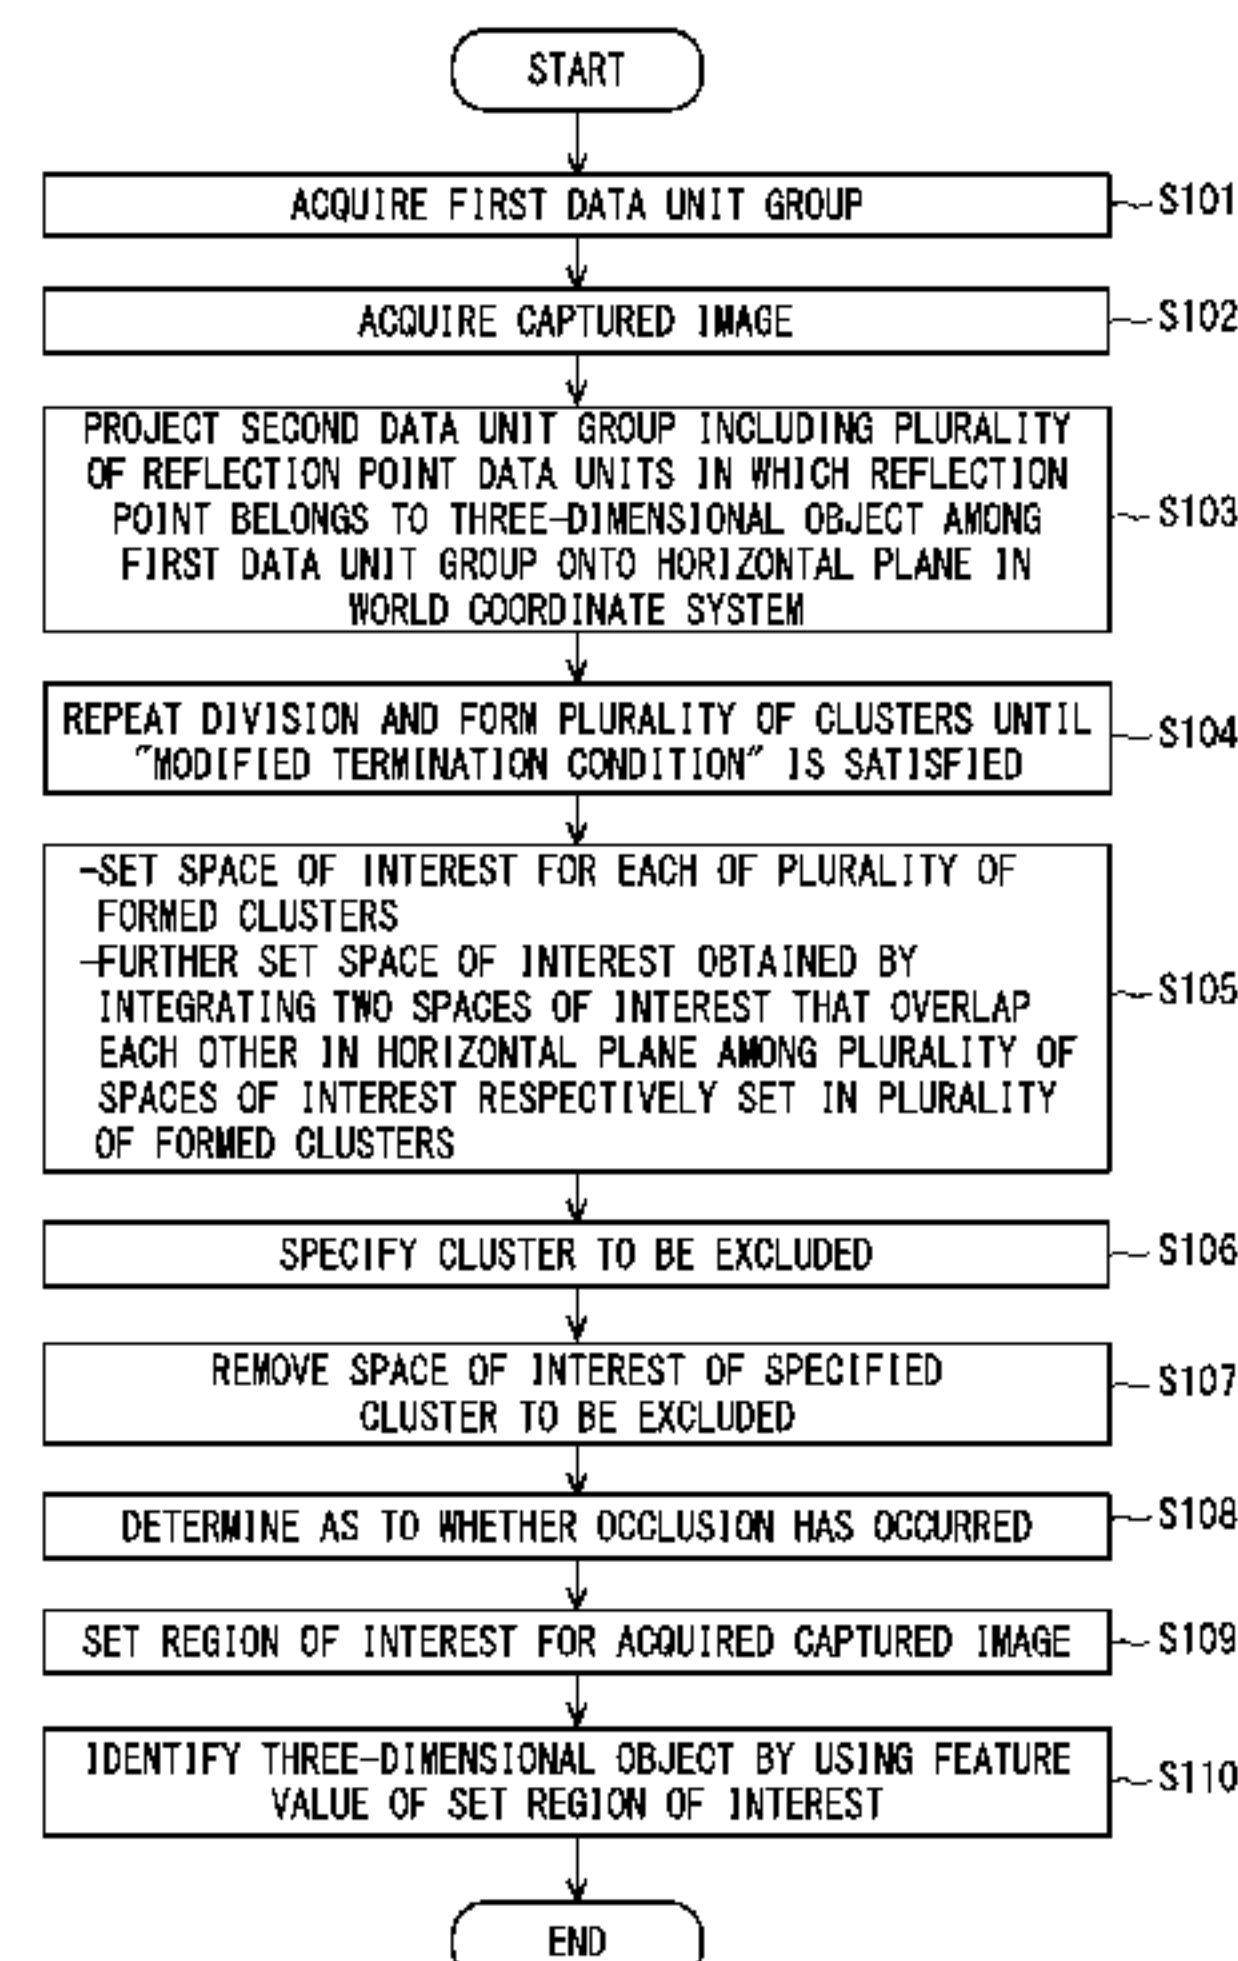 START
ACQUIRE FIRST DATA UNIT GROUP
S101
ACQUIRE CAPTURED IMAGE
S102
PROJECT SECOND DATA UNIT GROUP INCLUDING PLURALITY
OF REFLECTION POINT DATA UNITS IN WHICH REFLECTION
POINT BELONGS TO THREE-DIMENSIONAL OBJECT AMONG
FIRST DATA UNIT GROUP ONTO HORIZONTAL PLANE IN
WORLD COORDINATE SYSTEM
S103
REPEAT DIVISION AND FORM PLURALITY OF CLUSTERS UNTIL
"MODIFIED TERMINATION CONDITION" IS SATISFIED
S104
-SET SPACE OF INTEREST FOR EACH OF PLURALITY OF
FORMED CLUSTERS
-FURTHER SET SPACE OF INTEREST OBTAINED BY
INTEGRATING TWO SPACES OF INTEREST THAT OVERLAP
EACH OTHER IN HORIZONTAL PLANE AMONG PLURALITY OF
SPACES OF INTEREST RESPECTIVELY SET IN PLURALITY
OF FORMED CLUSTERS
S105
SPECIFY CLUSTER TO BE EXCLUDED
S106
REMOVE SPACE OF INTEREST OF SPECIFIED
CLUSTER TO BE EXCLUDED
S107
DETERMINE AS TO WHETHER OCCLUSION HAS OCCURRED
S108
SET REGION OF INTEREST FOR ACQUIRED CAPTURED IMAGE
S109
IDENTIFY THREE-DIMENSIONAL OBJECT BY USING FEATURE
VALUE OF SET REGION OF INTEREST
S110
END